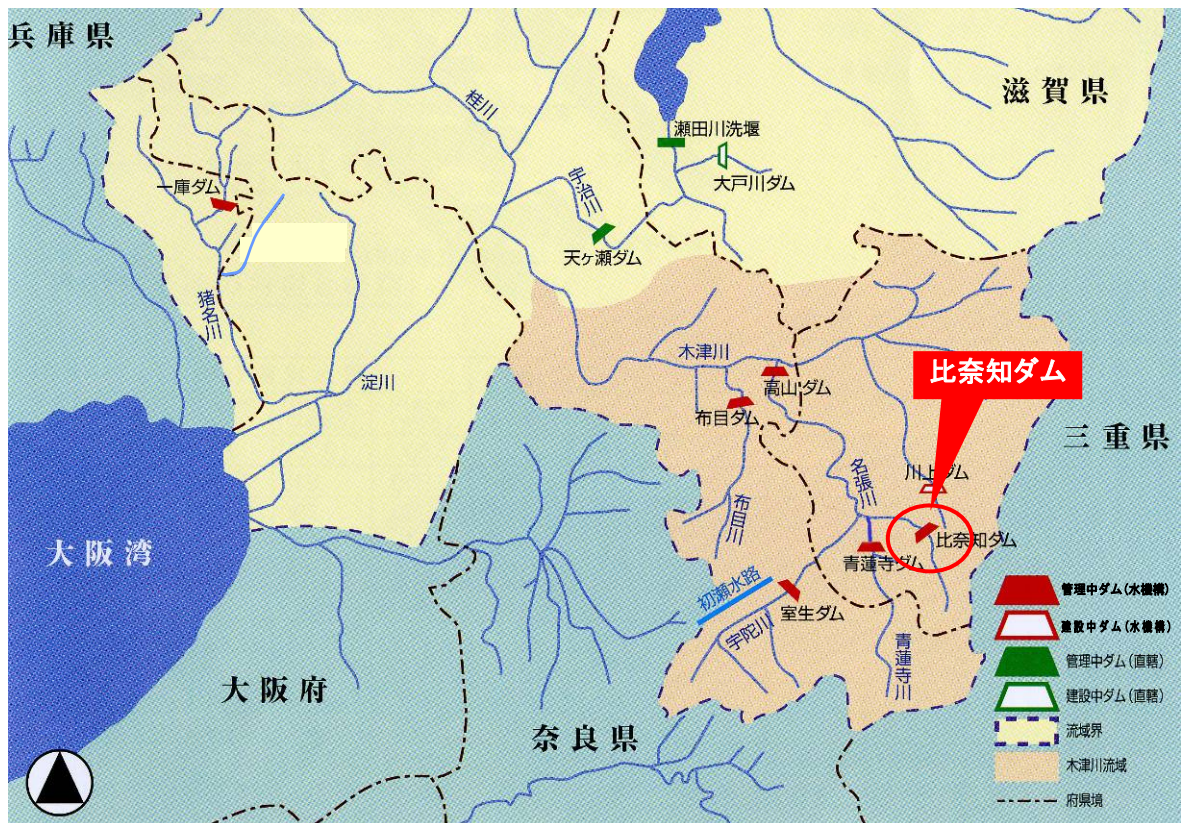 兵庫県
滋賀県
桂川
瀬田川洗堰
大戸川ダム
宇治川
一庫ダム
天ヶ瀬ダム
猪名川
淀川
木津川
高山ダム
布目ダム
比奈知ダム
三重県
川上ダム
名張川
布目川
比奈知ダム
青蓮寺ダム
大阪湾
初瀬水路
室生ダム
宇陀川
青蓮寺川
大阪府
奈良県
管理中ダム(水機構)
建設中ダム(水機構)
管理中ダム(直轄)
建設中ダム(直轄)
流域界
木津川流域
府県境